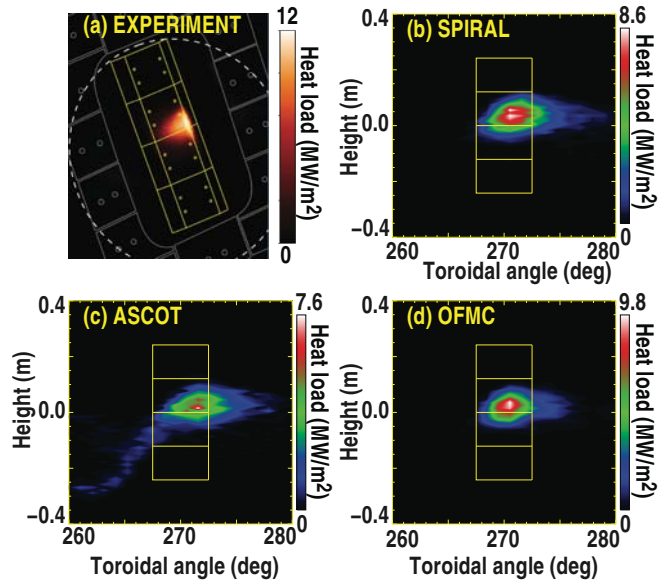 (a) EXPERIMENT
12
Heat load (MW/m²)
0
0.4
(b) SPIRAL
8.6
Height (m)
0.0
Heat load (MW/m²)
-0.4
0
260 270 280
Toroidal angle (deg)
0.4
(c) ASCOT
7.6
Height (m)
0.0
Heat load (MW/m²)
-0.4
0
260 270 280
Toroidal angle (deg)
0.4
(d) OFMC
9.8
Height (m)
0.0
Heat load (MW/m²)
-0.4
0
260 270 280
Toroidal angle (deg)